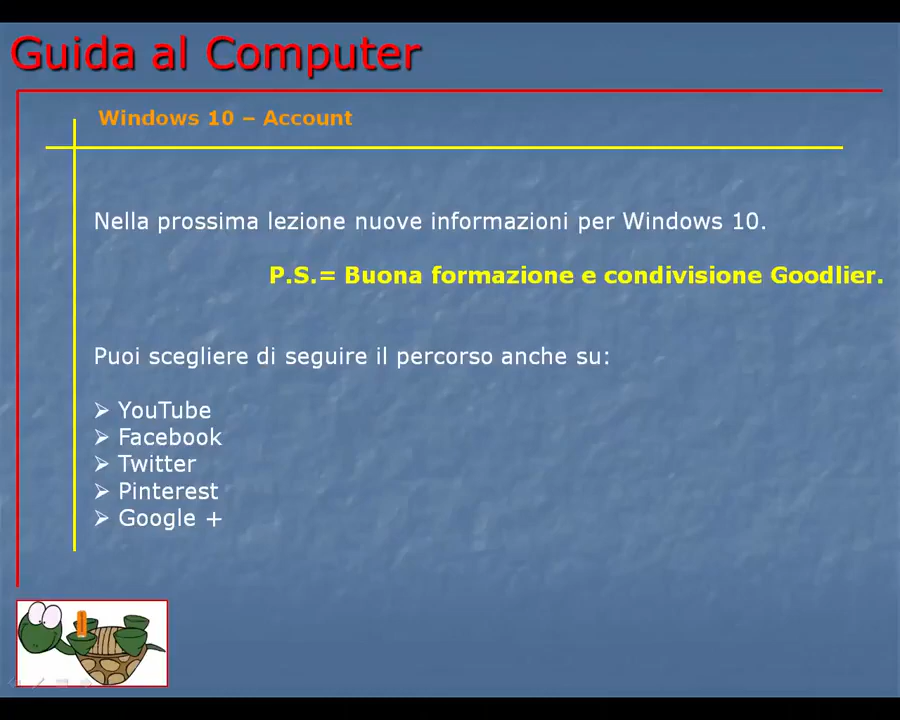 Guida al Computer
Windows 10 – Account
Nella prossima lezione nuove informazioni per Windows 10.
P.S.= Buona formazione e condivisione Goodlier.
Puoi scegliere di seguire il percorso anche su:
➢ YouTube
➢ Facebook
➢ Twitter
➢ Pinterest
➢ Google +